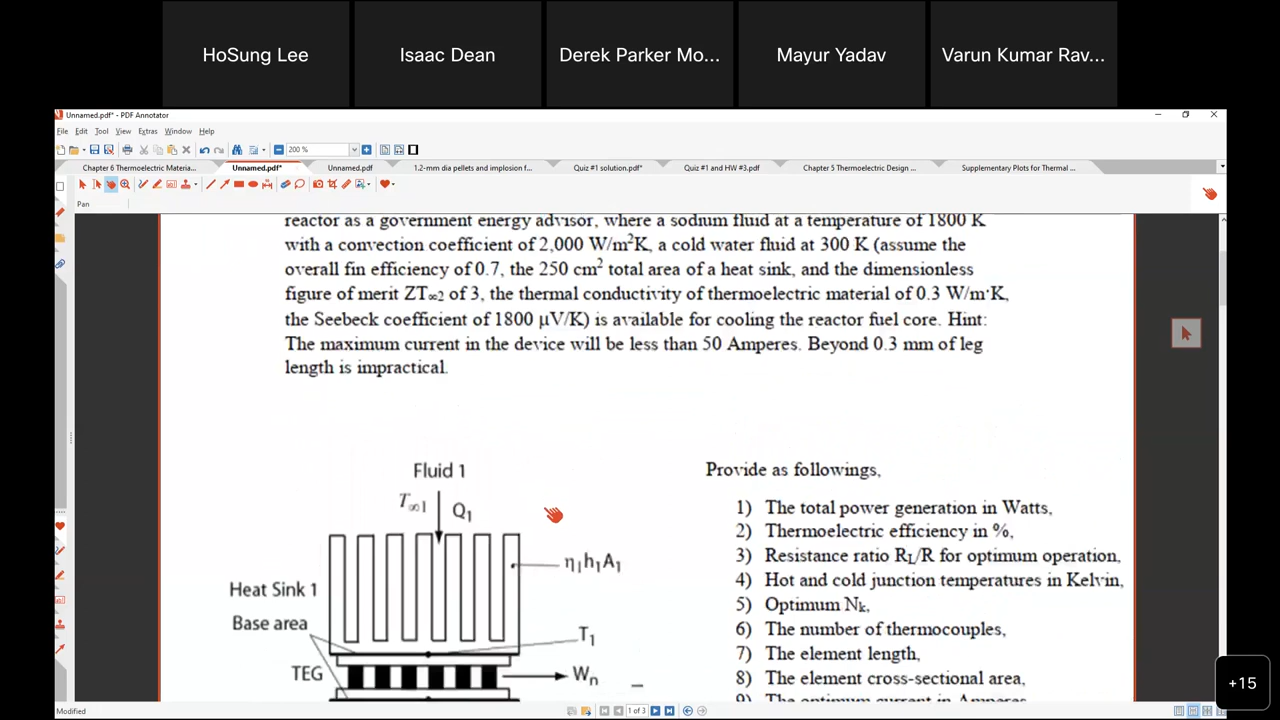 HoSung Lee
Isaac Dean
Derek Parker Mo...
Mayur Yadav
Varun Kumar Rav...
Unnamed.pdf* - PDF Annotator
File Edit Tool View Extras Window Help
200 %
Chapter 6 Thermoelectric Materia...
Unnamed.pdf*
Unnamed.pdf
1.2-mm dia pellets and implosion f...
Quiz #1 solution.pdf*
Quiz #1 and HW #3.pdf
Chapter 5 Thermoelectric Design ...
Supplementary Plots for Thermal ...
Pan
reactor as a government energy advisor, where a sodium fluid at a temperature of 1800 K
with a convection coefficient of 2,000 W/m²K, a cold water fluid at 300 K (assume the
overall fin efficiency of 0.7, the 250 cm² total area of a heat sink, and the dimensionless
figure of merit ZT∞2 of 3, the thermal conductivity of thermoelectric material of 0.3 W/m·K,
the Seebeck coefficient of 1800 µV/K) is available for cooling the reactor fuel core. Hint:
The maximum current in the device will be less than 50 Amperes. Beyond 0.3 mm of leg
length is impractical.
Fluid 1
T∞1
Q1
η1h1A1
Heat Sink 1
Base area
T1
TEG
Wn
Provide as followings,
1) The total power generation in Watts,
2) Thermoelectric efficiency in %,
3) Resistance ratio RL/R for optimum operation,
4) Hot and cold junction temperatures in Kelvin,
5) Optimum Nk,
6) The number of thermocouples,
7) The element length,
8) The element cross-sectional area,
9) The optimum current in Amperes
+15
Modified
1 of 3